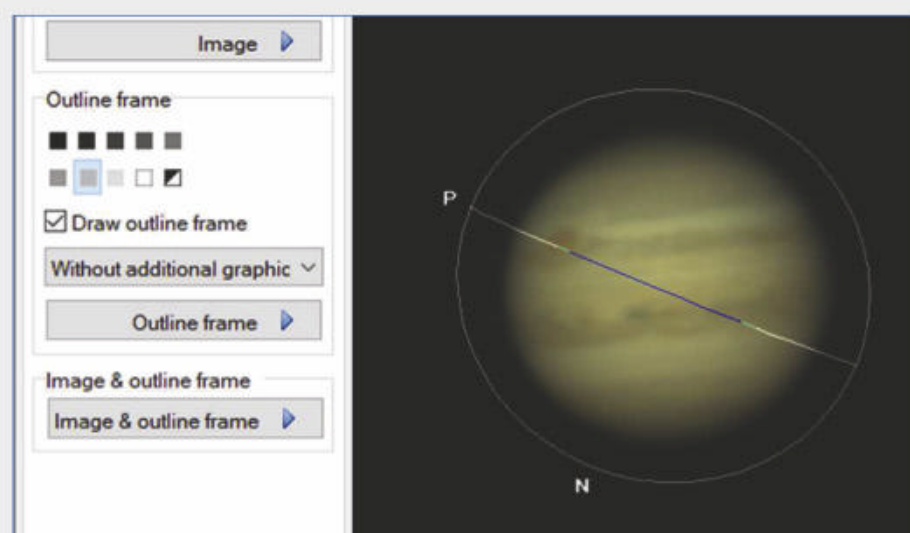 Image
Outline frame
Draw outline frame
Without additional graphic
Outline frame
Image & outline frame
Image & outline frame
P
N